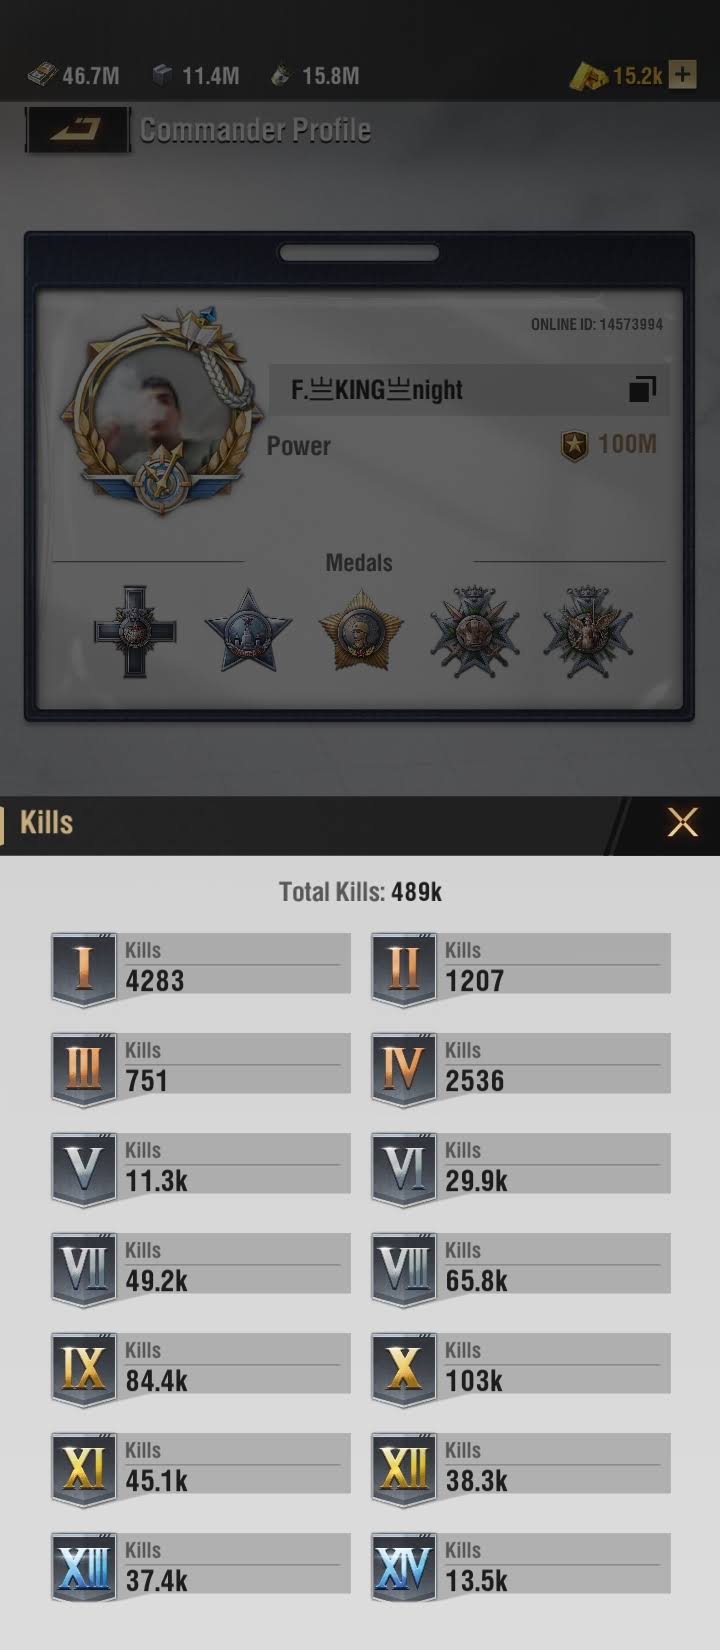 46.7M 11.4M 15.8M 15.2k +
Commander Profile
ONLINE ID: 14573994
F.亗KING亗night
Power 100M
Medals
Kills
Total Kills: 489k
I Kills 4283 II Kills 1207
III Kills 751 IV Kills 2536
V Kills 11.3k VI Kills 29.9k
VII Kills 49.2k VIII Kills 65.8k
IX Kills 84.4k X Kills 103k
XI Kills 45.1k XII Kills 38.3k
XIII Kills 37.4k XIV Kills 13.5k